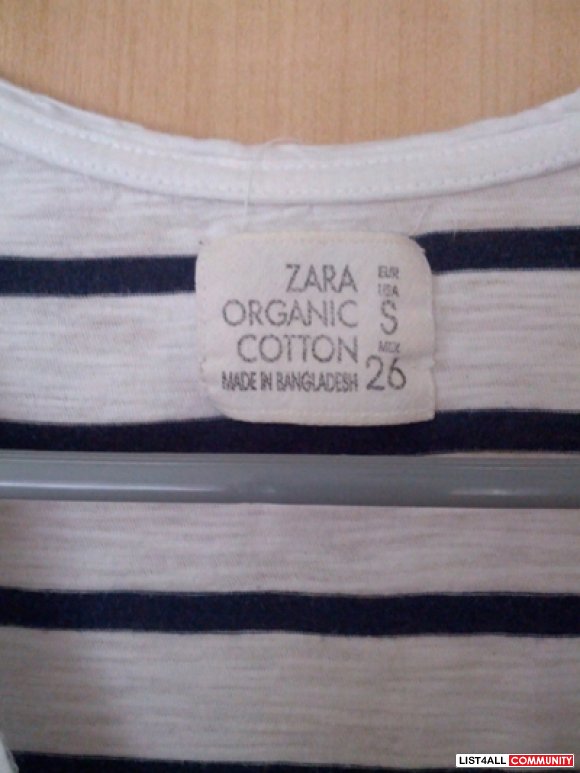 ZARA
ORGANIC
COTTON
MADE IN BANGLADESH
EUR
USA
S
MEX
26
LIST4ALL COMMUNITY